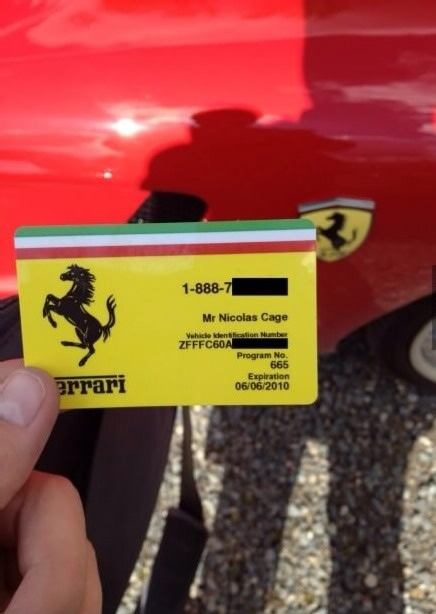 1-888-7
Mr Nicolas Cage
Vehicle Identification Number
ZFFFC60A
Program No.
665
Expiration
06/06/2010
errari